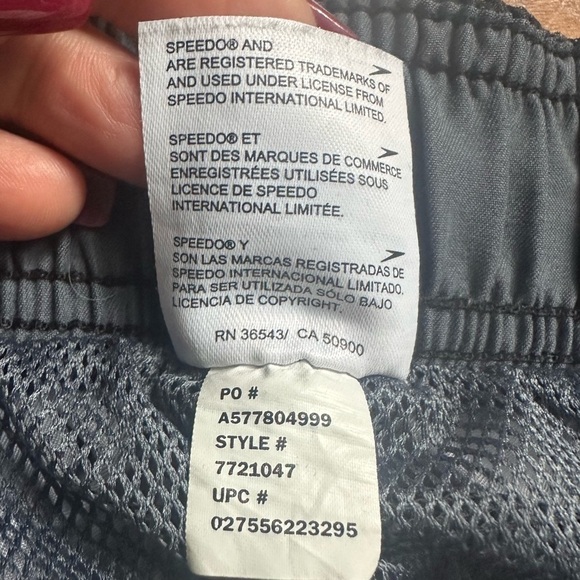 SPEEDO® AND
ARE REGISTERED TRADEMARKS OF
AND USED UNDER LICENSE FROM
SPEEDO INTERNATIONAL LIMITED.
SPEEDO® ET
SONT DES MARQUES DE COMMERCE
ENREGISTRÉES UTILISÉES SOUS
LICENCE DE SPEEDO
INTERNATIONAL LIMITÉE.
SPEEDO® Y
SON LAS MARCAS REGISTRADAS DE
SPEEDO INTERNACIONAL LIMITADO.
PARA SER UTILIZADA SÓLO BAJO
LICENCIA DE COPYRIGHT.
RN 36543/ CA 50900
PO #
A577804999
STYLE #
7721047
UPC #
027556223295